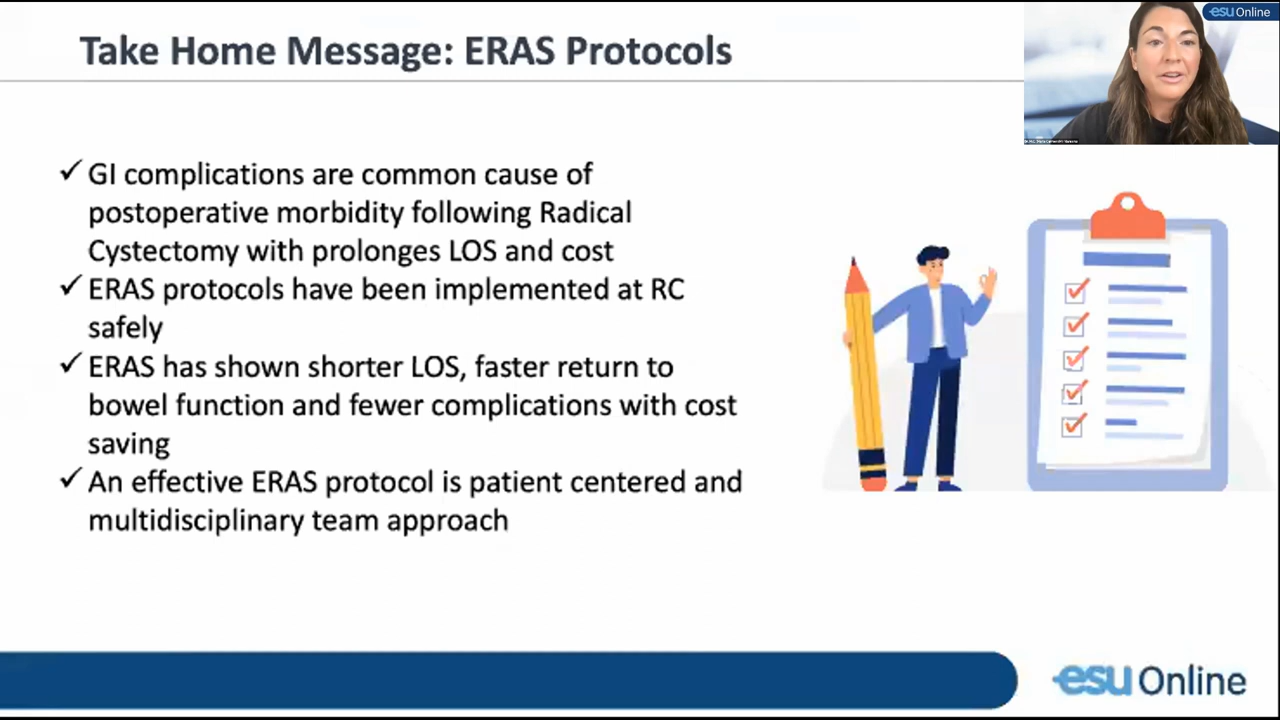 Take Home Message: ERAS Protocols
esu Online
✓ GI complications are common cause of
postoperative morbidity following Radical
Cystectomy with prolonges LOS and cost
✓ ERAS protocols have been implemented at RC
safely
✓ ERAS has shown shorter LOS, faster return to
bowel function and fewer complications with cost
saving
✓ An effective ERAS protocol is patient centered and
multidisciplinary team approach
esu Online